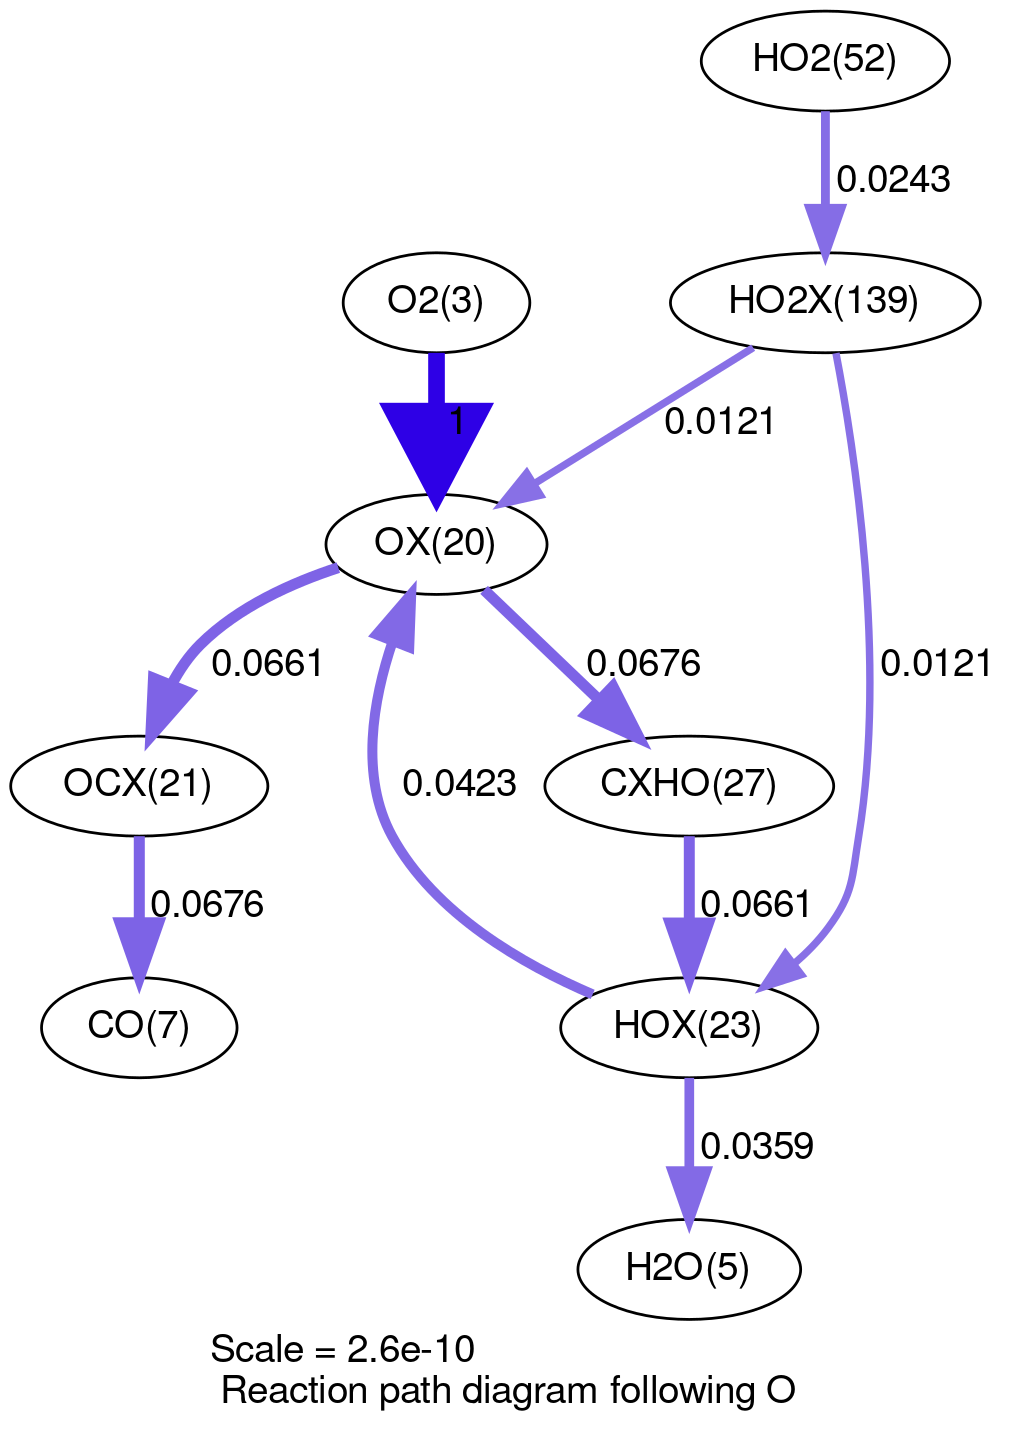 HO2(52)
0.0243
O2(3)
HO2X(139)
1
0.0121
OX(20)
0.0661
0.0676
0.0121
0.0423
OCX(21)
CXHO(27)
0.0676
0.0661
CO(7)
HOX(23)
0.0359
H2O(5)
Scale = 2.6e-10
Reaction path diagram following O